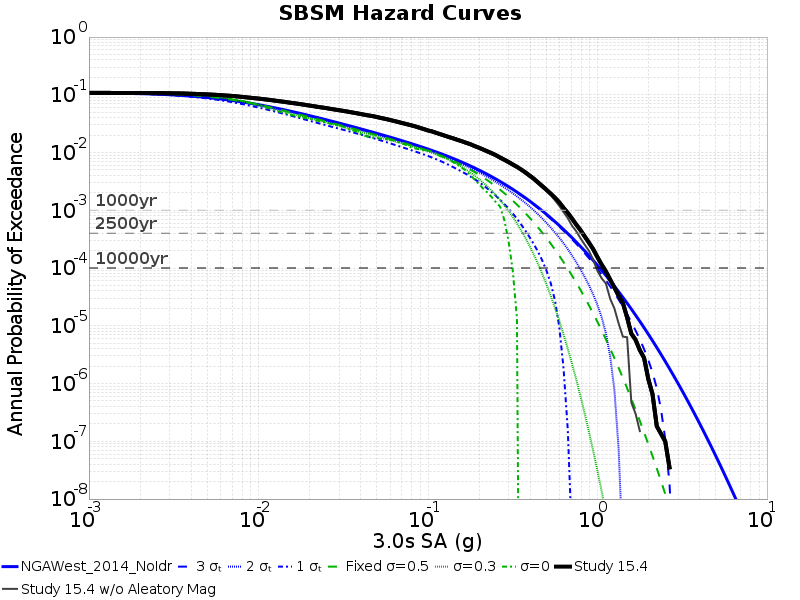 SBSM Hazard Curves
Annual Probability of Exceedance
10^0
10^-1
10^-2
10^-3
10^-4
10^-5
10^-6
10^-7
10^-8
1000yr
2500yr
10000yr
10^-3 10^-2 10^-1 10^0 10^1
3.0s SA (g)
NGAWest_2014_NoIdr 3 σₜ 2 σₜ 1 σₜ Fixed σ=0.5 σ=0.3 σ=0 Study 15.4
Study 15.4 w/o Aleatory Mag